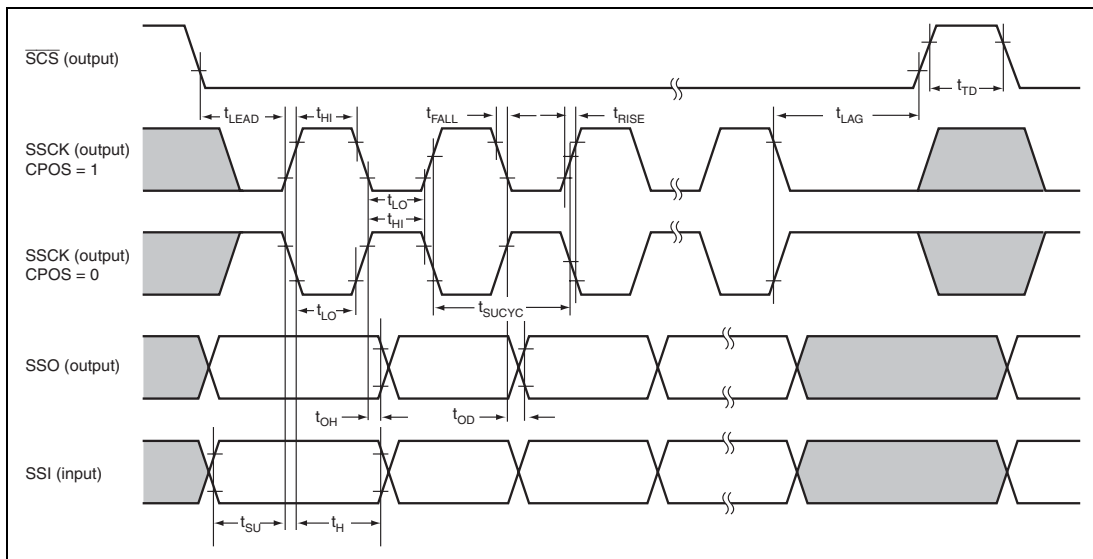 SCS (output)
tTD
tLEAD
tHI
tFALL
tRISE
tLAG
SSCK (output)
CPOS = 1
tLO
tHI
SSCK (output)
CPOS = 0
tLO
tSUCYC
SSO (output)
tOH
tOD
SSI (input)
tSU
tH